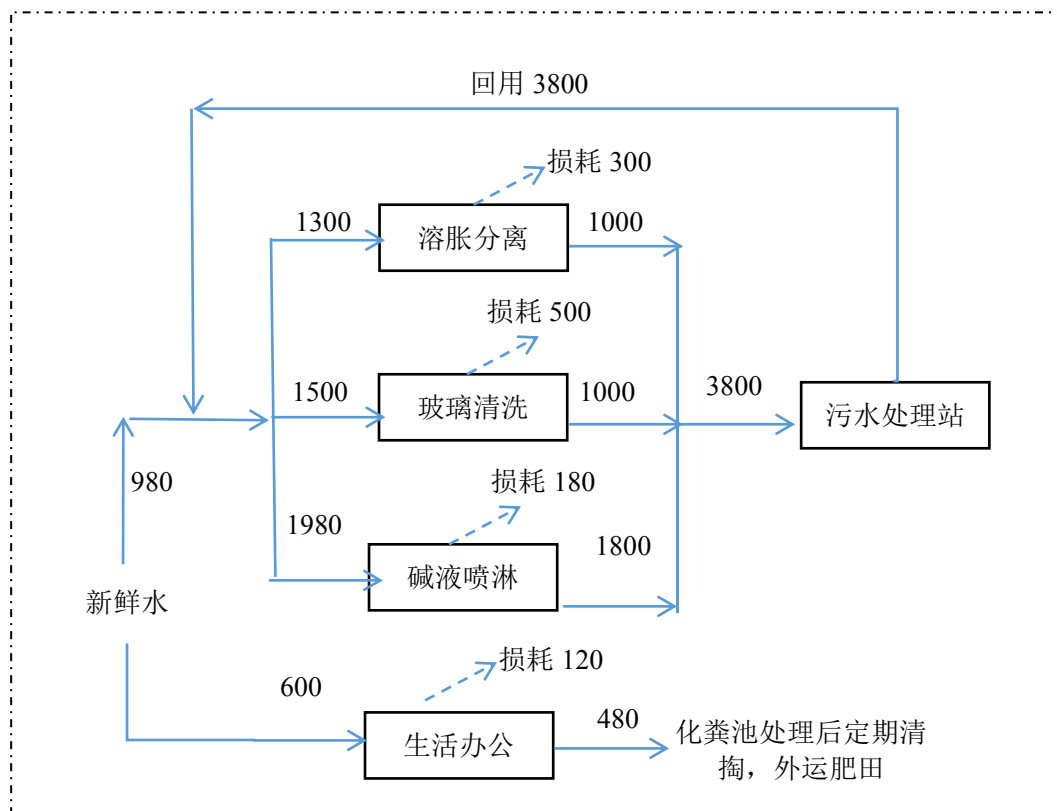 回用 3800
损耗 300
1300
溶胀分离
1000
损耗 500
1500
玻璃清洗
1000
3800
污水处理站
980
损耗 180
1980
碱液喷淋
1800
新鲜水
损耗 120
600
生活办公
480
化粪池处理后定期清
掏，外运肥田